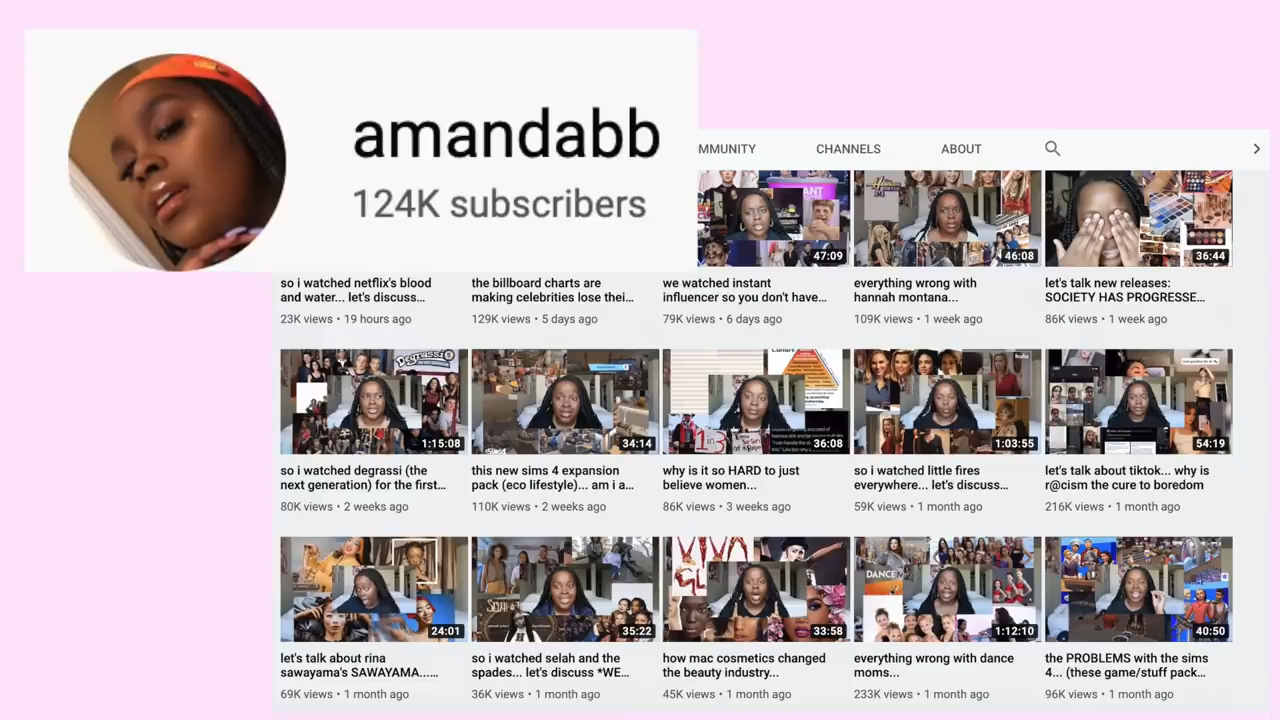 amandabb
124K subscribers
MMUNITY
CHANNELS
ABOUT
47:09
46:08
36:44
so i watched netflix's blood
and water... let's discuss...
23K views • 19 hours ago
the billboard charts are
making celebrities lose thei...
129K views • 5 days ago
we watched instant
influencer so you don't have...
79K views • 6 days ago
everything wrong with
hannah montana...
109K views • 1 week ago
let's talk new releases:
SOCIETY HAS PROGRESSE...
86K views • 1 week ago
Degrassi
1:15:08
34:14
Culture
1 in 3
36:08
hulu
1:03:55
54:19
so i watched degrassi (the
next generation) for the first...
80K views • 2 weeks ago
this new sims 4 expansion
pack (eco lifestyle)... am i a...
110K views • 2 weeks ago
why is it so HARD to just
believe women...
86K views • 3 weeks ago
so i watched little fires
everywhere... let's discuss...
59K views • 1 month ago
let's talk about tiktok... why is
r@cism the cure to boredom
216K views • 1 month ago
24:01
35:22
VIVA
GL
33:58
DANCE M
1:12:10
40:50
let's talk about rina
sawayama's SAWAYAMA......
69K views • 1 month ago
so i watched selah and the
spades... let's discuss *WE...
36K views • 1 month ago
how mac cosmetics changed
the beauty industry...
45K views • 1 month ago
everything wrong with dance
moms...
233K views • 1 month ago
the PROBLEMS with the sims
4... (these game/stuff pack...
96K views • 1 month ago